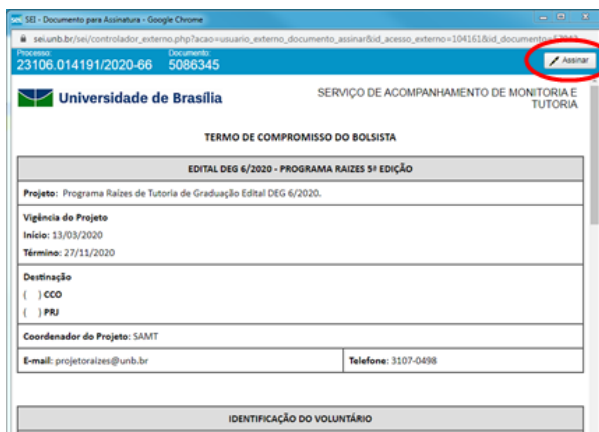 SEI - Documento para Assinatura - Google Chrome
sei.unb.br/sei/controlador_externo.php?acao=usuario_externo_documento_assinar&id_acesso_externo=104161&id_documento=
Processo: Documento:
23106.014191/2020-66 5086345
Assinar
Universidade de Brasília
SERVIÇO DE ACOMPANHAMENTO DE MONITORIA E
TUTORIA
TERMO DE COMPROMISSO DO BOLSISTA
EDITAL DEG 6/2020 - PROGRAMA RAIZES 5ª EDIÇÃO
Projeto: Programa Raízes de Tutoria de Graduação Edital DEG 6/2020.
Vigência do Projeto
Início: 13/03/2020
Término: 27/11/2020
Destinação
( ) CCO
( ) PRJ
Coordenador do Projeto: SAMT
E-mail: projetoraizes@unb.br Telefone: 3107-0498
IDENTIFICAÇÃO DO VOLUNTÁRIO